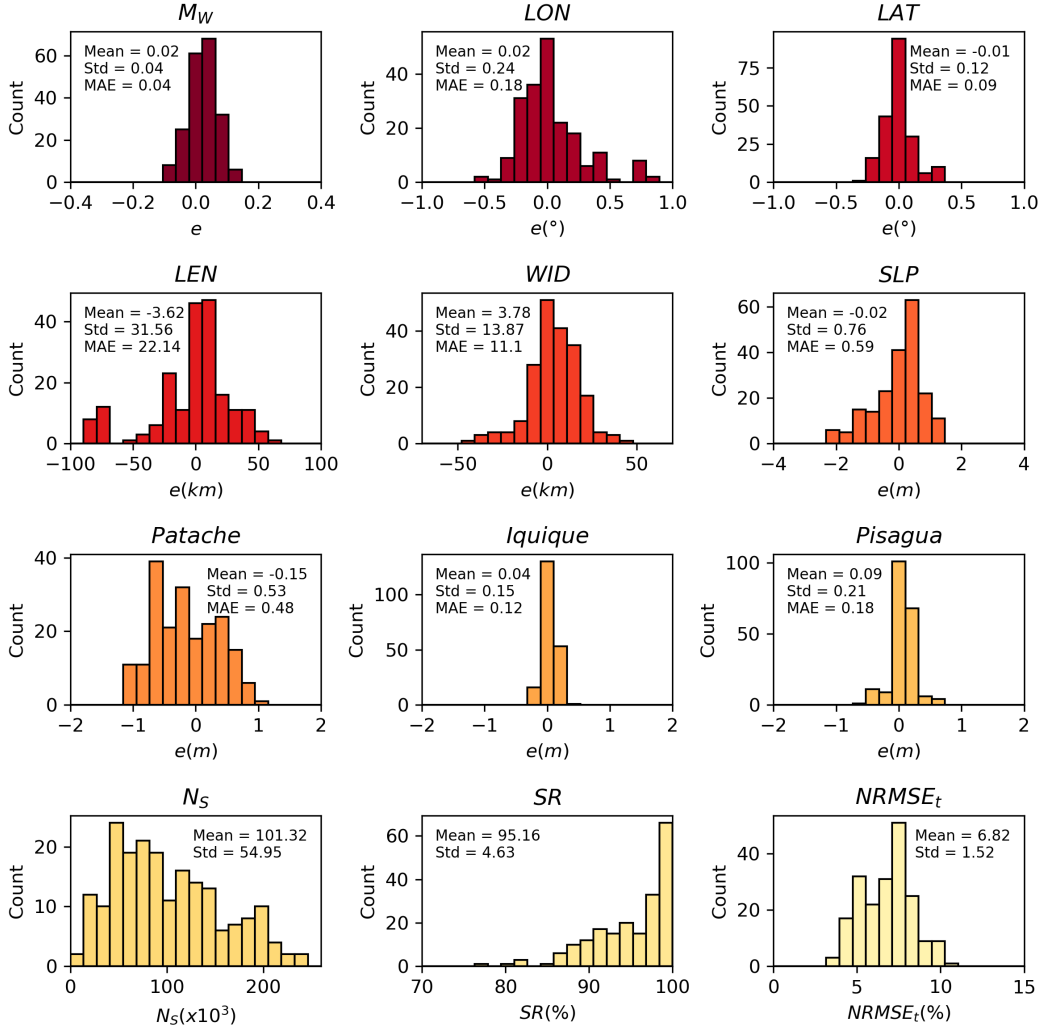 M_W
Mean = 0.02
Std = 0.04
MAE = 0.04
Count
60
40
20
0
−0.4 −0.2 0.0 0.2 0.4
e
LON
Mean = 0.02
Std = 0.24
MAE = 0.18
Count
40
20
0
−1.0 −0.5 0.0 0.5 1.0
e(°)
LAT
Mean = -0.01
Std = 0.12
MAE = 0.09
Count
75
50
25
0
−1.0 −0.5 0.0 0.5 1.0
e(°)
LEN
Mean = -3.62
Std = 31.56
MAE = 22.14
Count
40
20
0
−100 −50 0 50 100
e(km)
WID
Mean = 3.78
Std = 13.87
MAE = 11.1
Count
40
20
0
−50 0 50
e(km)
SLP
Mean = -0.02
Std = 0.76
MAE = 0.59
Count
60
40
20
0
−4 −2 0 2 4
e(m)
Patache
Mean = -0.15
Std = 0.53
MAE = 0.48
Count
40
20
0
−2 −1 0 1 2
e(m)
Iquique
Mean = 0.04
Std = 0.15
MAE = 0.12
Count
100
50
0
−2 −1 0 1 2
e(m)
Pisagua
Mean = 0.09
Std = 0.21
MAE = 0.18
Count
100
50
0
−2 −1 0 1 2
e(m)
N_S
Mean = 101.32
Std = 54.95
Count
20
10
0
0 100 200
N_S(x10³)
SR
Mean = 95.16
Std = 4.63
Count
60
40
20
0
70 80 90 100
SR(%)
NRMSE_t
Mean = 6.82
Std = 1.52
Count
40
20
0
0 5 10 15
NRMSE_t(%)